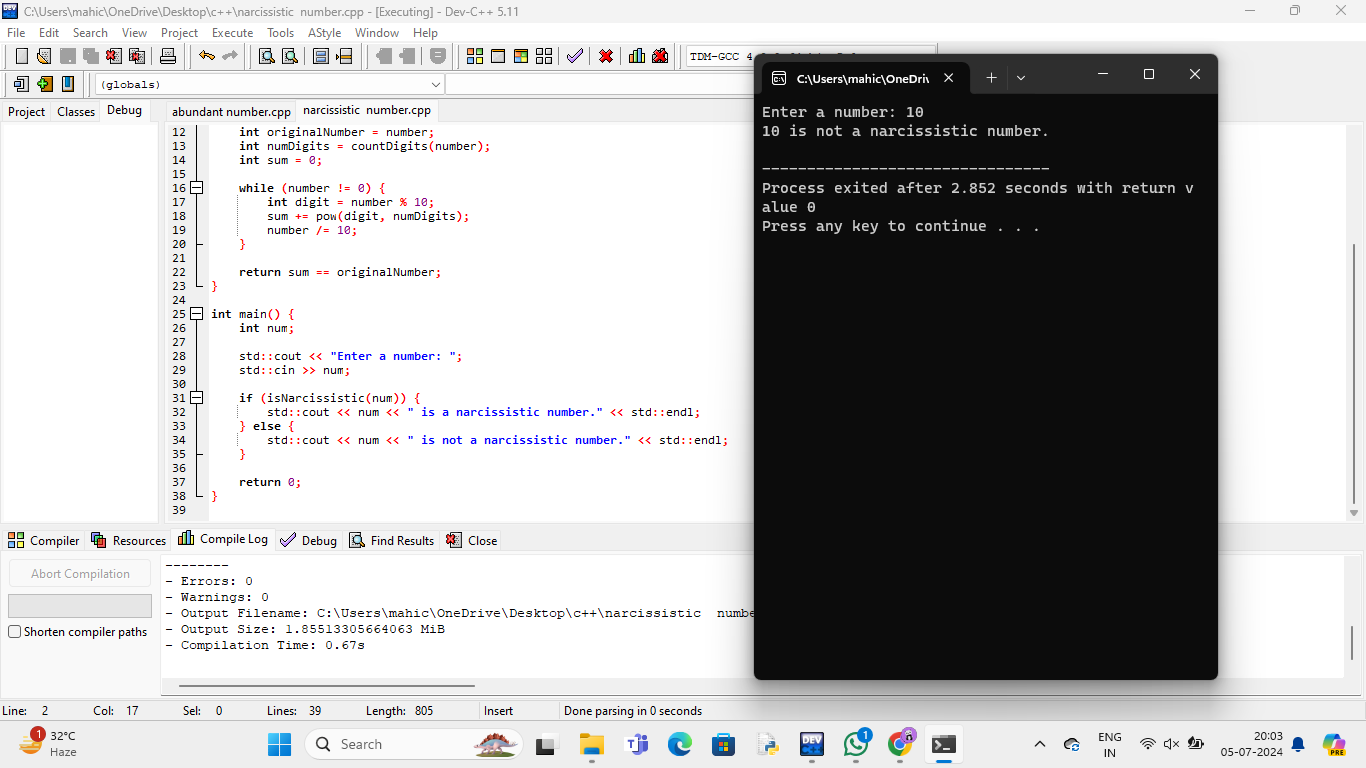 C:\Users\mahic\OneDrive\Desktop\c++\narcissistic  number.cpp - [Executing] - Dev-C++ 5.11
File Edit Search View Project Execute Tools AStyle Window Help
TDM-GCC 4
(globals)
Project Classes Debug
abundant number.cpp narcissistic  number.cpp
12 int originalNumber = number;
13 int numDigits = countDigits(number);
14 int sum = 0;
15
16 while (number != 0) {
17 int digit = number % 10;
18 sum += pow(digit, numDigits);
19 number /= 10;
20 }
21
22 return sum == originalNumber;
23 }
24
25 int main() {
26 int num;
27
28 std::cout << "Enter a number: ";
29 std::cin >> num;
30
31 if (isNarcissistic(num)) {
32 std::cout << num << " is a narcissistic number." << std::endl;
33 } else {
34 std::cout << num << " is not a narcissistic number." << std::endl;
35 }
36
37 return 0;
38 }
39
C:\Users\mahic\OneDri
Enter a number: 10
10 is not a narcissistic number.
--------------------------------
Process exited after 2.852 seconds with return v
alue 0
Press any key to continue . . .
Compiler Resources Compile Log Debug Find Results Close
Abort Compilation
Shorten compiler paths
--------
- Errors: 0
- Warnings: 0
- Output Filename: C:\Users\mahic\OneDrive\Desktop\c++\narcissistic  numbe
- Output Size: 1.85513305664063 MiB
- Compilation Time: 0.67s
Line: 2 Col: 17 Sel: 0 Lines: 39 Length: 805 Insert Done parsing in 0 seconds
1
32°C
Haze
Search
DEV
1
ENG
IN
20:03
05-07-2024
PRE